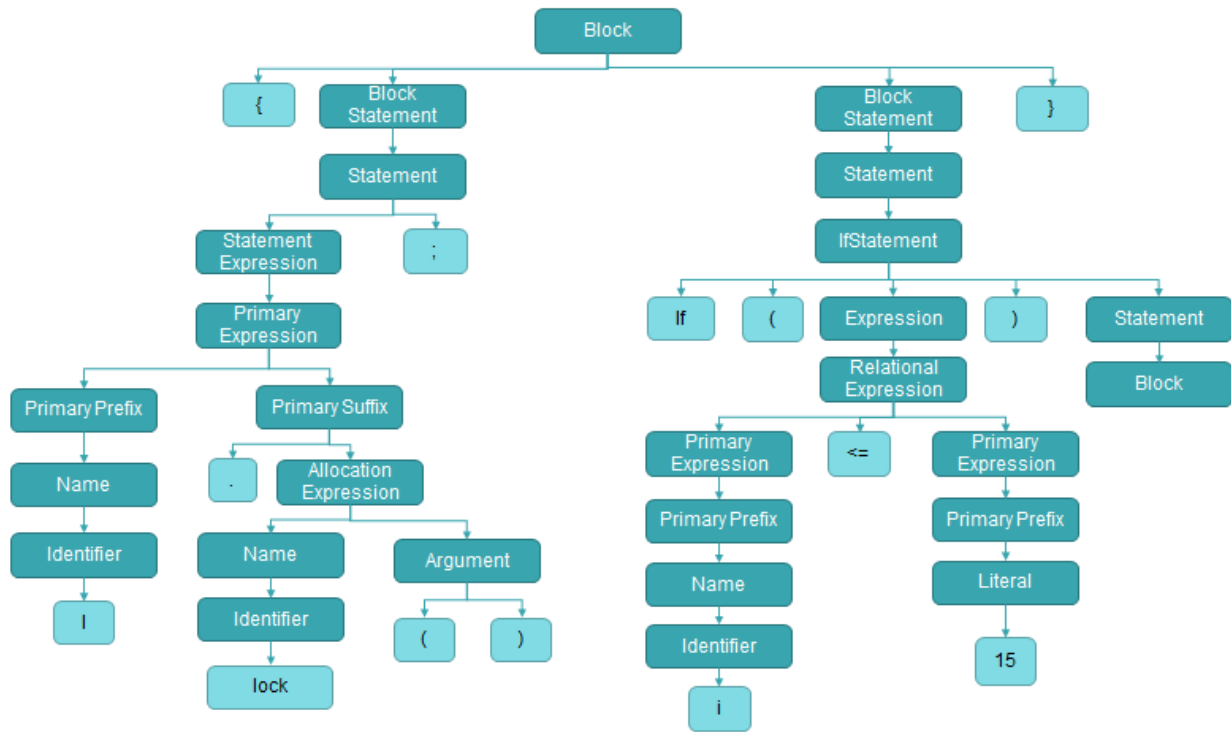 Block
{
Block
Statement
Block
Statement
}
Statement
Statement
Statement
Expression
;
IfStatement
Primary
Expression
If
(
Expression
)
Statement
Primary Prefix
Primary Suffix
Relational
Expression
Block
Name
.
Allocation
Expression
Primary
Expression
<=
Primary
Expression
Identifier
Name
Argument
Primary Prefix
Primary Prefix
l
Identifier
(
)
Name
Literal
lock
Identifier
15
i